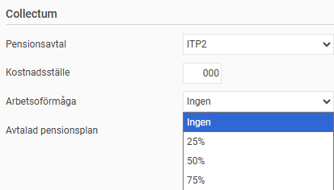 Collectum
Pensionsavtal ITP2
Kostnadsställe 000
Arbetsoförmåga Ingen
Ingen
25%
Avtalad pensionsplan
50%
75%